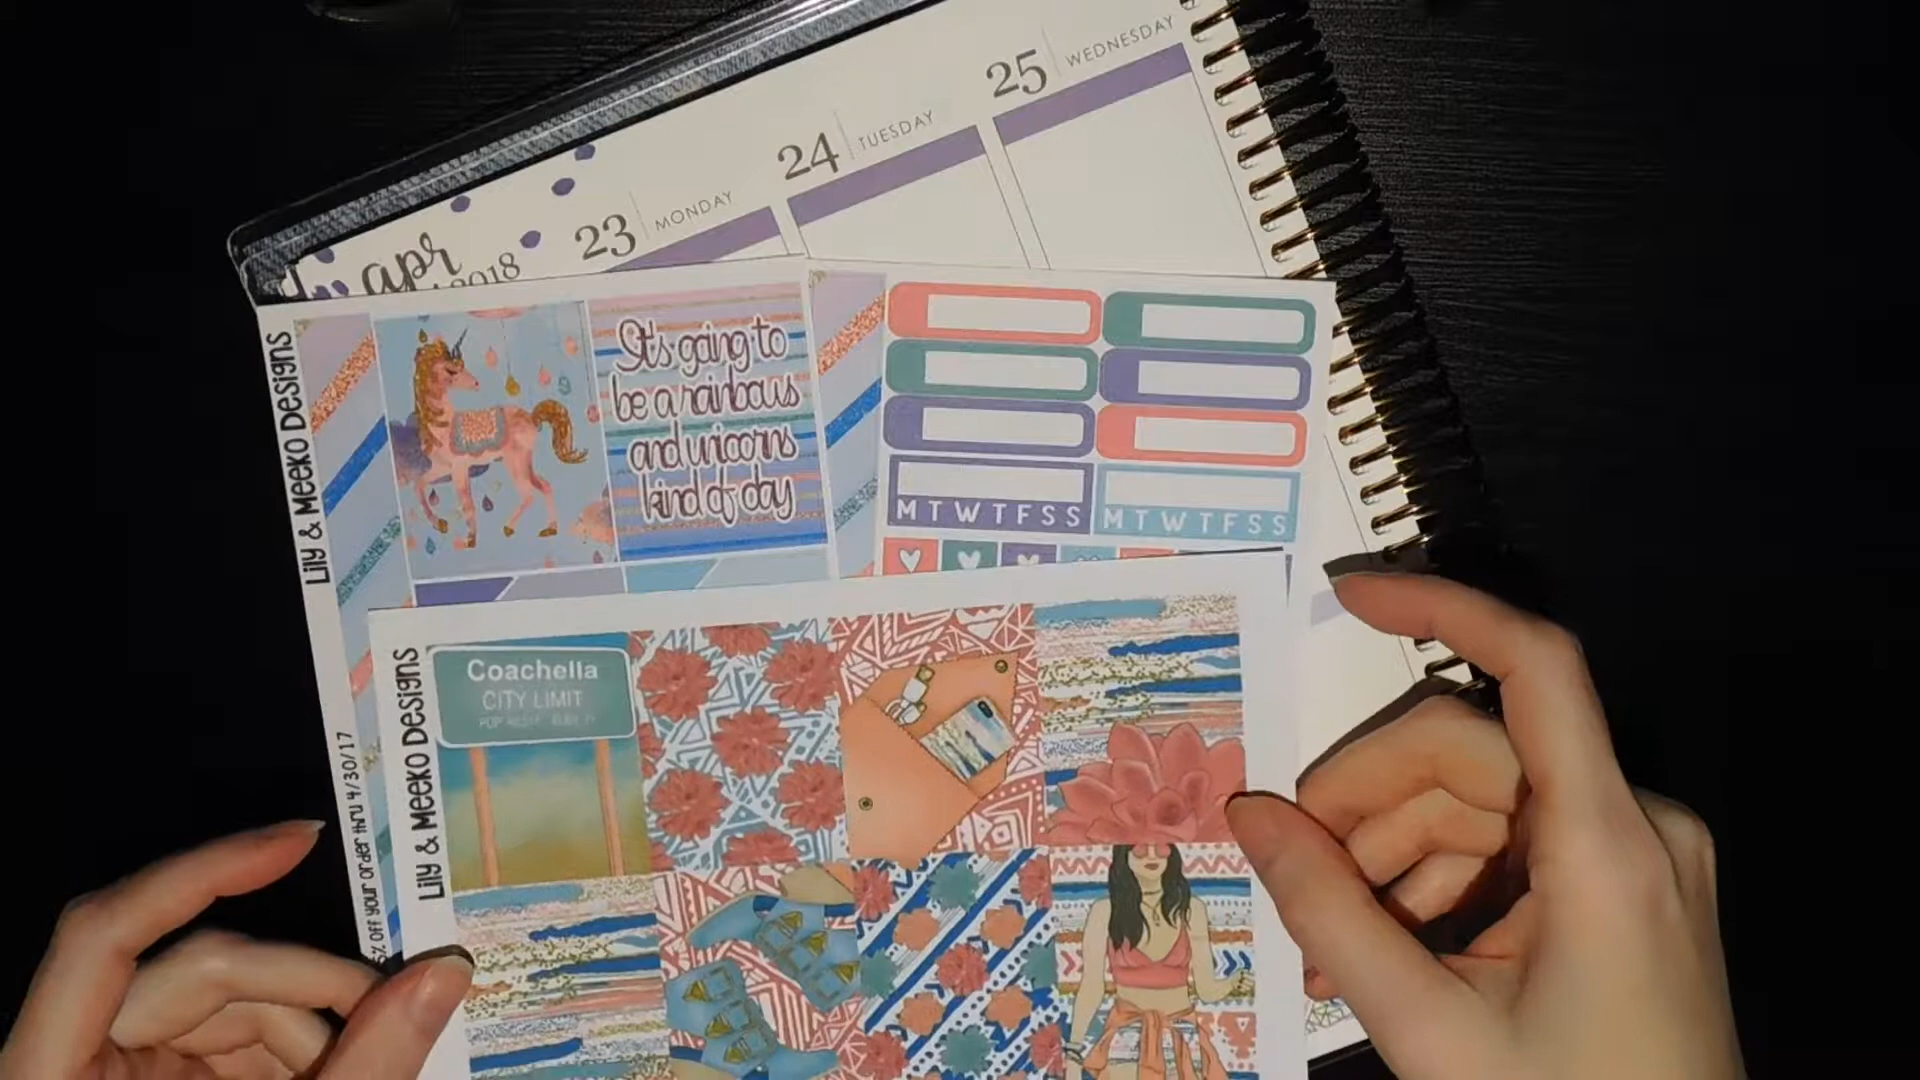 25 WEDNESDAY
24 TUESDAY
23 MONDAY
apr
2018
Lily & Meeko Designs
It's going to
be a rainbows
and unicorns
kind of day
M T W T F S S
M T W T F S S
off your order thru 4/30/17
Lily & Meeko Designs
Coachella
CITY LIMIT